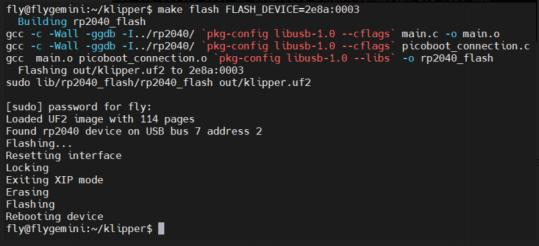 fly@flygemini:~/klipper$ make flash FLASH_DEVICE=2e8a:0003
  Building rp2040_flash
gcc -c -Wall -ggdb -I../rp2040/ `pkg-config libusb-1.0 --cflags` main.c -o main.o
gcc -c -Wall -ggdb -I../rp2040/ `pkg-config libusb-1.0 --cflags` picoboot_connection.c
gcc  main.o picoboot_connection.o `pkg-config libusb-1.0 --libs` -o rp2040_flash
  Flashing out/klipper.uf2 to 2e8a:0003
sudo lib/rp2040_flash/rp2040_flash out/klipper.uf2

[sudo] password for fly:
Loaded UF2 image with 114 pages
Found rp2040 device on USB bus 7 address 2
Flashing...
Resetting interface
Locking
Exiting XIP mode
Erasing
Flashing
Rebooting device
fly@flygemini:~/klipper$